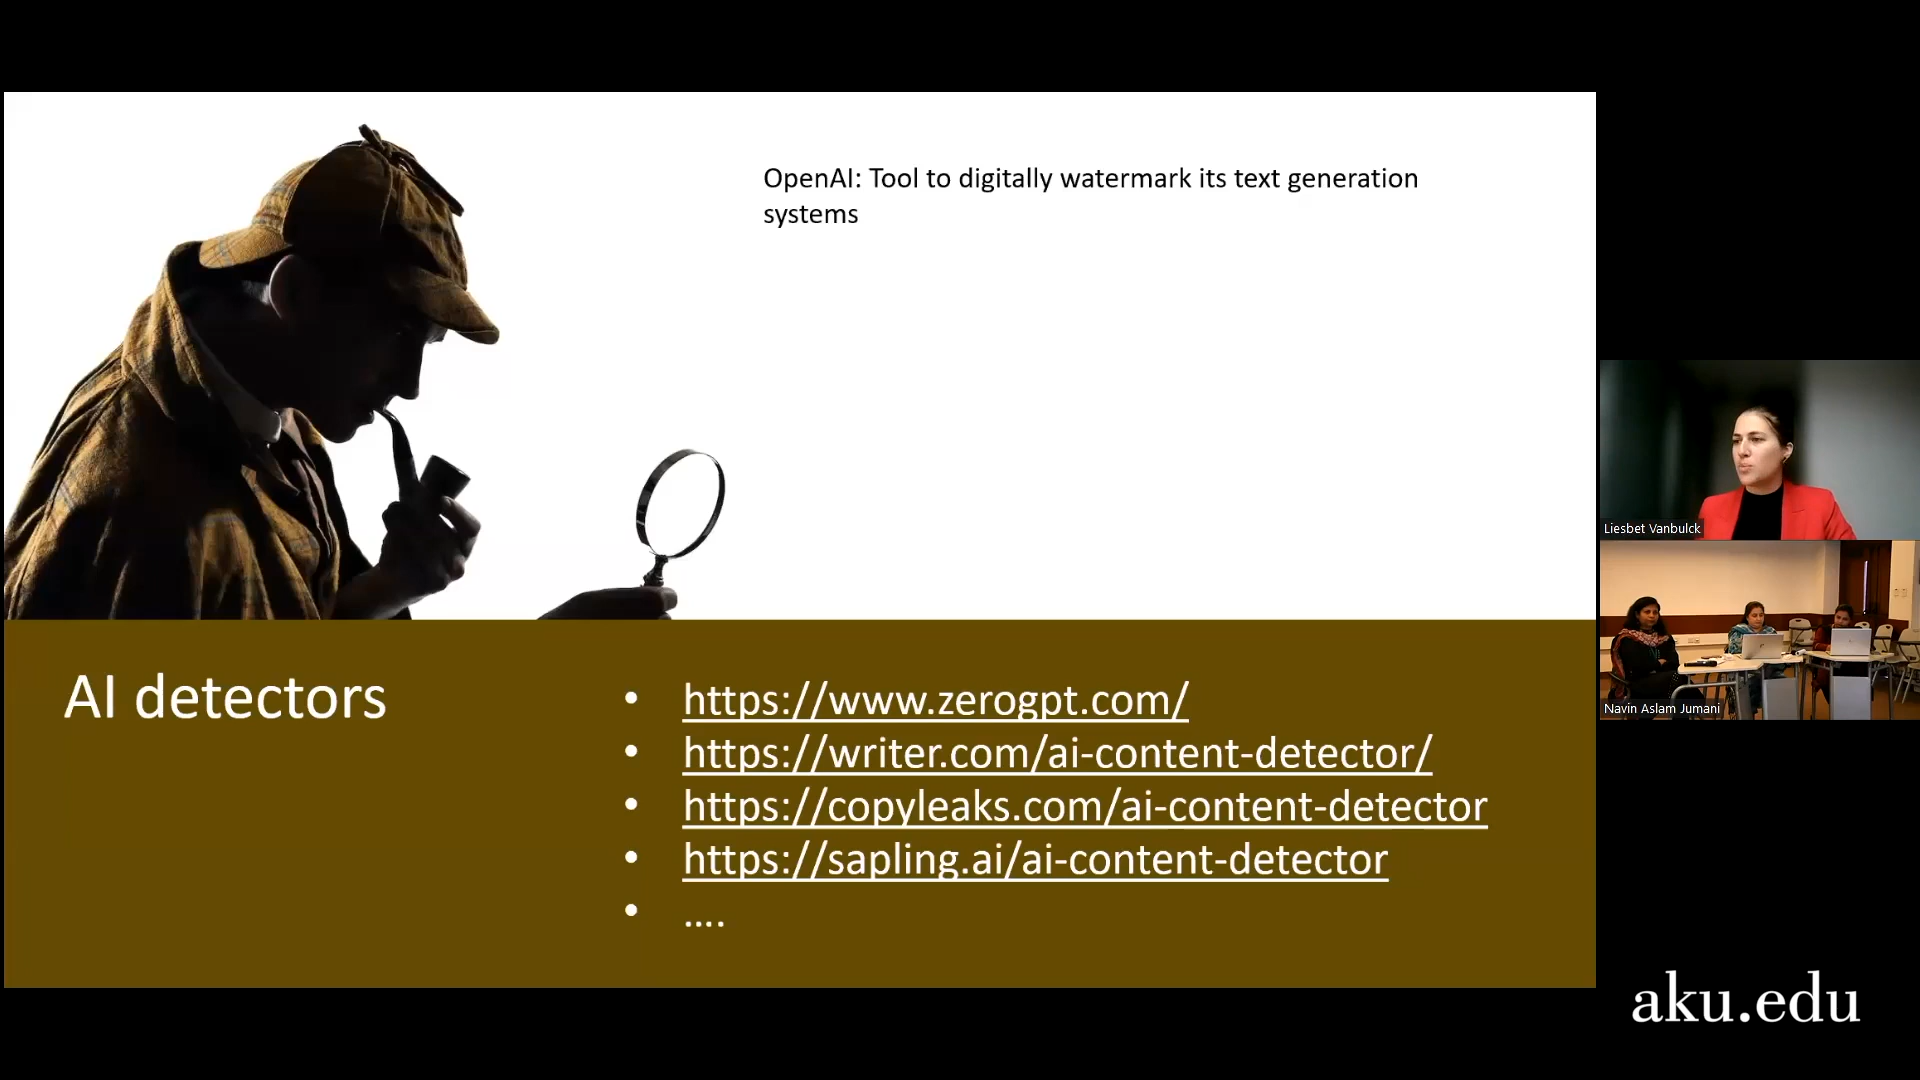 OpenAI: Tool to digitally watermark its text generation
systems
AI detectors
• https://www.zerogpt.com/
• https://writer.com/ai-content-detector/
• https://copyleaks.com/ai-content-detector
• https://sapling.ai/ai-content-detector
• ....
Liesbet Vanbulck
Navin Aslam Jumani
aku.edu